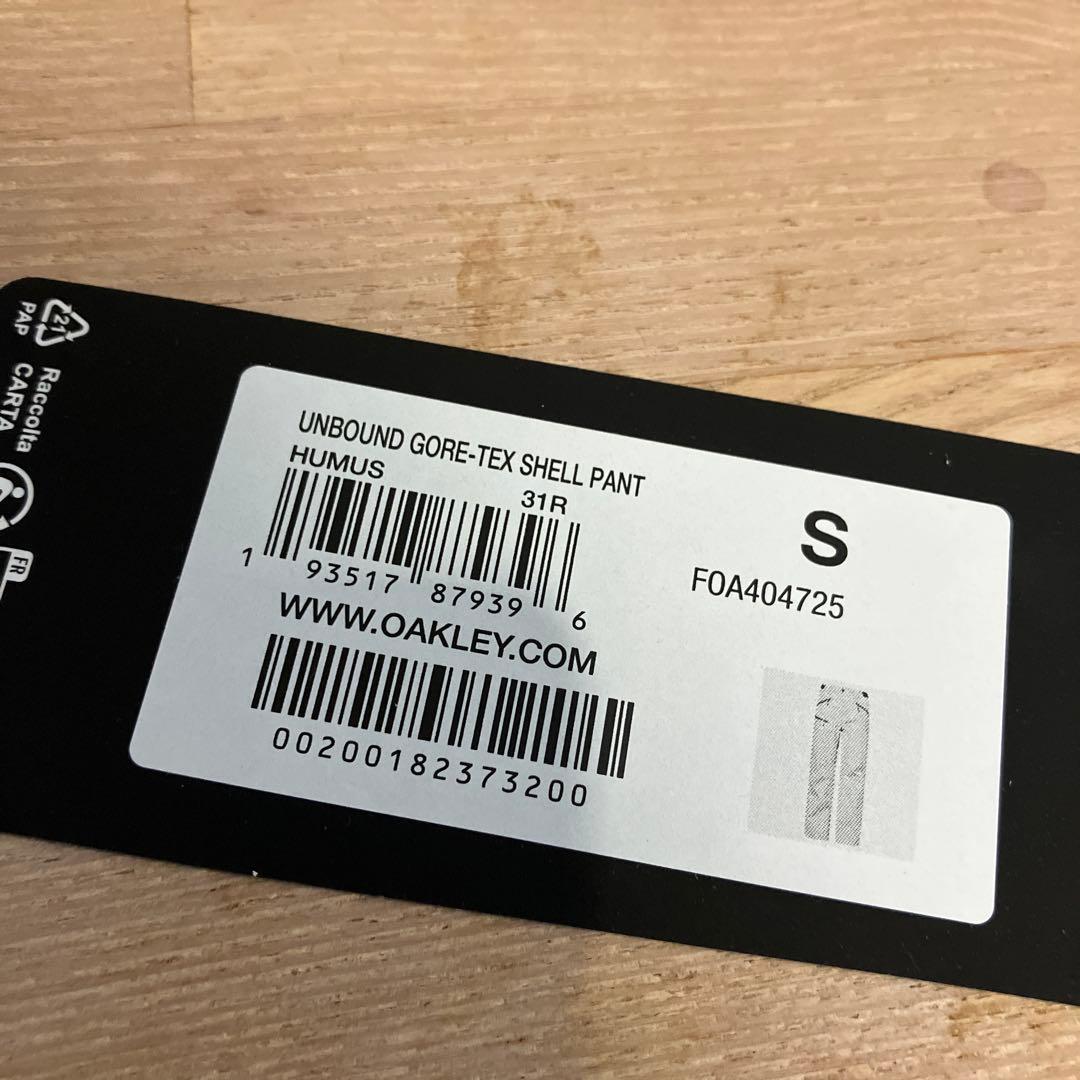 21
PAP
Raccolta
CARTA
FR
UNBOUND GORE-TEX SHELL PANT
HUMUS
31R
1 93517 87939 6
WWW.OAKLEY.COM
00200182373200
S
FOA404725